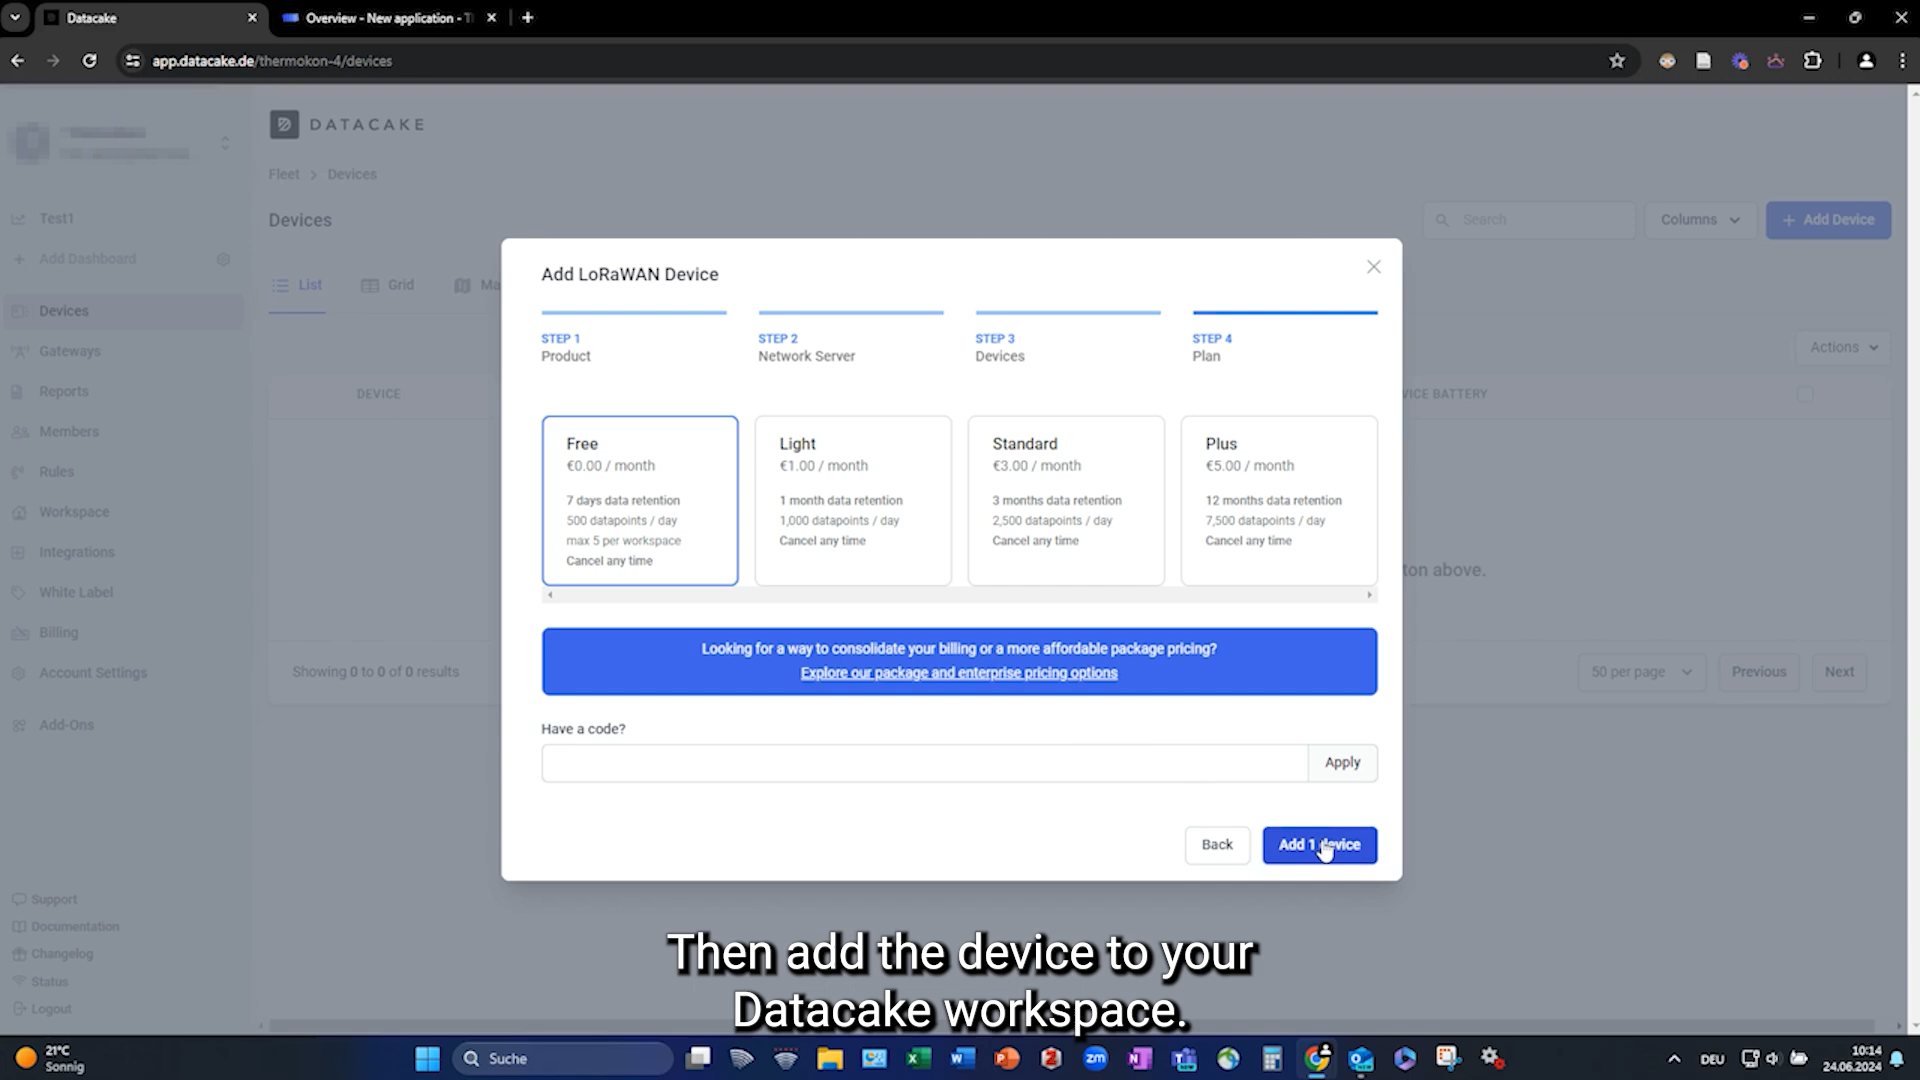 Datacake
Overview - New application - T
app.datacake.de/thermokon-4/devices
DATACAKE
Fleet > Devices
Test1
Devices
Search
Columns
+ Add Device
+ Add Dashboard
List
Grid
Ma
Devices
Gateways
Reports
Members
Rules
Workspace
Integrations
White Label
Billing
Account Settings
Add-Ons
Support
Documentation
Changelog
Status
Logout
Actions
DEVICE
VICE BATTERY
ton above.
Showing 0 to 0 of 0 results
50 per page
Previous
Next
Add LoRaWAN Device
STEP 1
Product
STEP 2
Network Server
STEP 3
Devices
STEP 4
Plan
Free
€0.00 / month
7 days data retention
500 datapoints / day
max 5 per workspace
Cancel any time
Light
€1.00 / month
1 month data retention
1,000 datapoints / day
Cancel any time
Standard
€3.00 / month
3 months data retention
2,500 datapoints / day
Cancel any time
Plus
€5.00 / month
12 months data retention
7,500 datapoints / day
Cancel any time
Looking for a way to consolidate your billing or a more affordable package pricing?
Explore our package and enterprise pricing options
Have a code?
Apply
Back
Add 1 device
Then add the device to your
Datacake workspace.
21°C
Sonnig
Suche
zm
DEU
10:14
24.06.2024